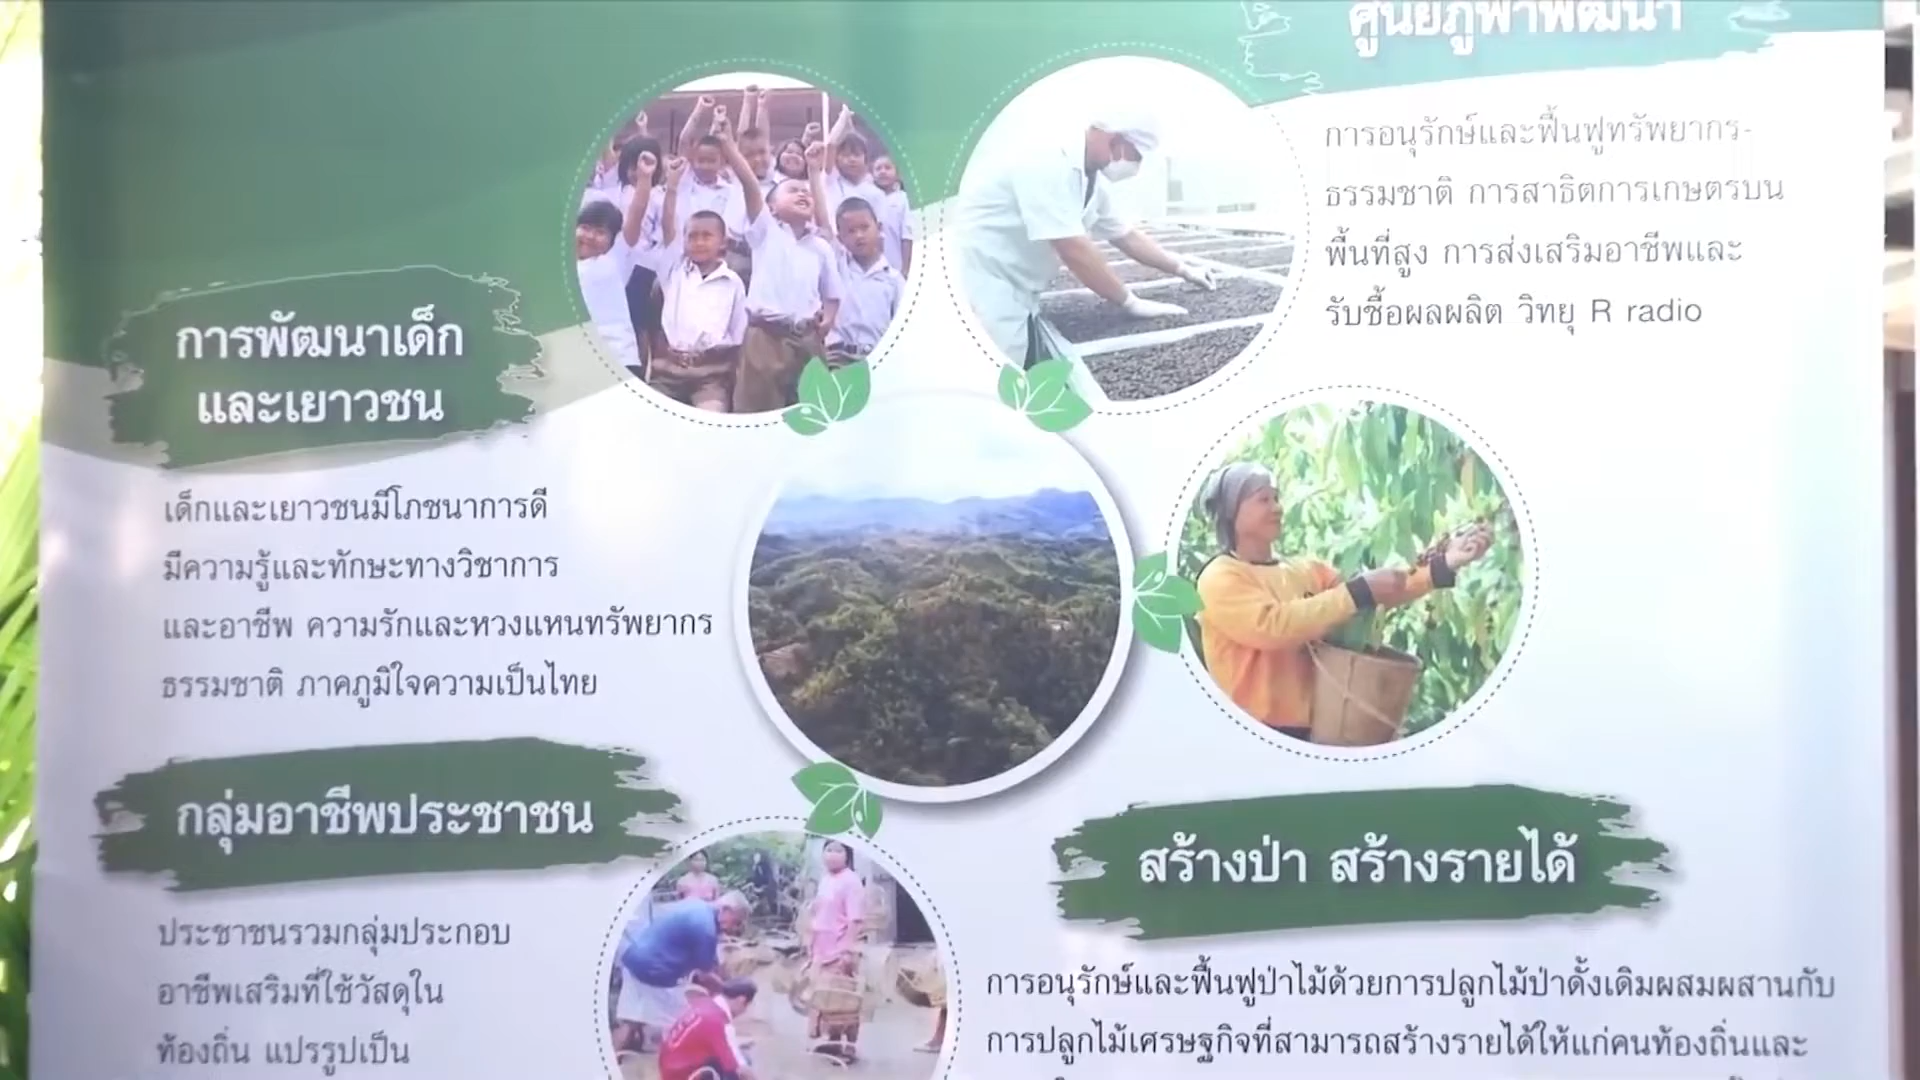 ศูนย์ภูฟ้าพัฒนา
การอนุรักษ์และฟื้นฟูทรัพยากร-
ธรรมชาติ การสาธิตการเกษตรบน
พื้นที่สูง การส่งเสริมอาชีพและ
รับซื้อผลผลิต วิทยุ R radio
การพัฒนาเด็ก
และเยาวชน
เด็กและเยาวชนมีโภชนาการดี
มีความรู้และทักษะทางวิชาการ
และอาชีพ ความรักและหวงแหนทรัพยากร
ธรรมชาติ ภาคภูมิใจความเป็นไทย
กลุ่มอาชีพประชาชน
ประชาชนรวมกลุ่มประกอบ
อาชีพเสริมที่ใช้วัสดุใน
ท้องถิ่น แปรรูปเป็น
สร้างป่า สร้างรายได้
การอนุรักษ์และฟื้นฟูป่าไม้ด้วยการปลูกไม้ป่าดั้งเดิมผสมผสานกับ
การปลูกไม้เศรษฐกิจที่สามารถสร้างรายได้ให้แก่คนท้องถิ่นและ